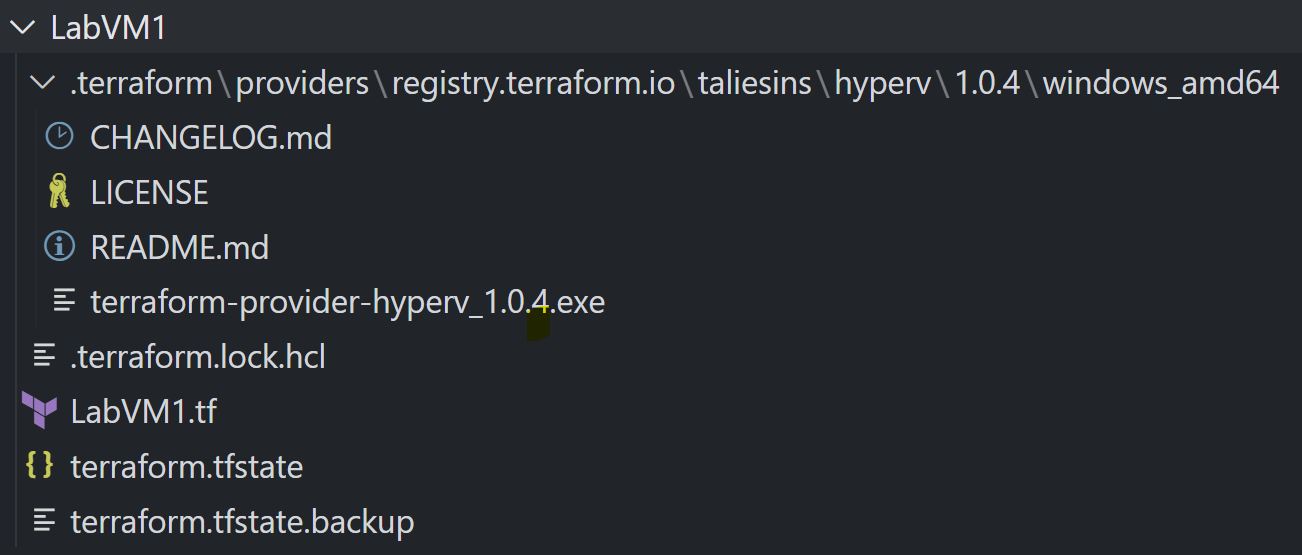 LabVM1
.terraform\providers\registry.terraform.io\taliesins\hyperv\1.0.4\windows_amd64
CHANGELOG.md
LICENSE
README.md
terraform-provider-hyperv_1.0.4.exe
.terraform.lock.hcl
LabVM1.tf
terraform.tfstate
terraform.tfstate.backup